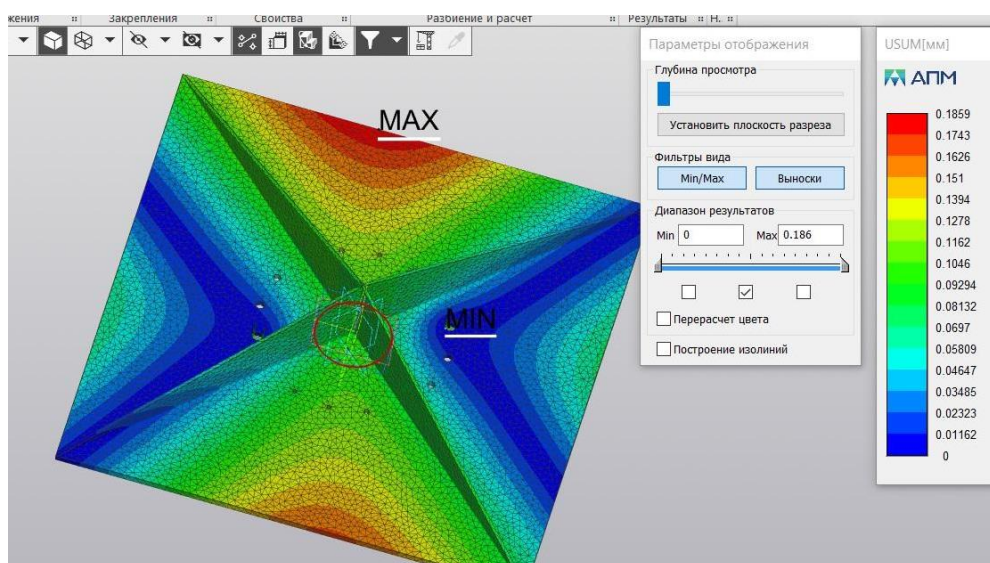 жения
Закрепления
Свойства
Разбиение и расчет
Результаты
Н.
MAX
MIN
Параметры отображения
Глубина просмотра
Установить плоскость разреза
Фильтры вида
Min/Max Выноски
Диапазон результатов
Min 0 Max 0.186
Перерасчет цвета
Построение изолиний
USUM[мм]
АПМ
0.1859
0.1743
0.1626
0.151
0.1394
0.1278
0.1162
0.1046
0.09294
0.08132
0.0697
0.05809
0.04647
0.03485
0.02323
0.01162
0